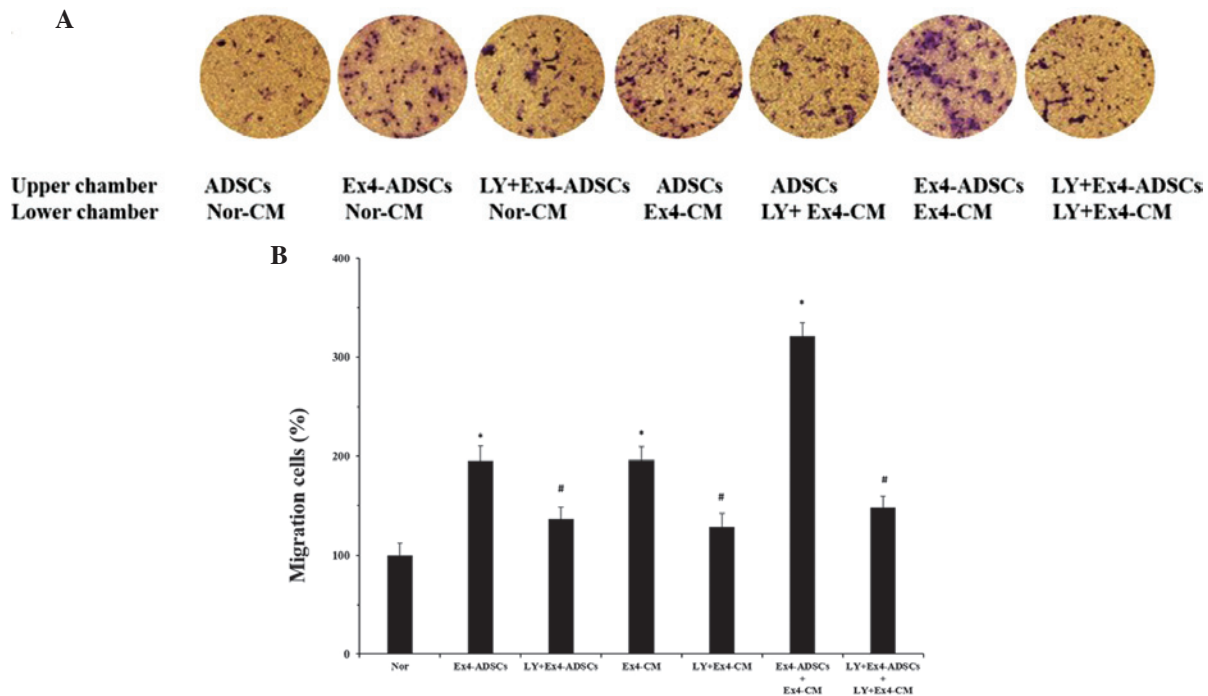 A
Upper chamber ADSCs Ex4-ADSCs LY+Ex4-ADSCs ADSCs ADSCs Ex4-ADSCs LY+Ex4-ADSCs
Lower chamber Nor-CM Nor-CM Nor-CM Ex4-CM LY+ Ex4-CM Ex4-CM LY+Ex4-CM
B
400
300
200
100
0
Migration cells (%)
*
#
*
#
*
#
Nor Ex4-ADSCs LY+Ex4-ADSCs Ex4-CM LY+Ex4-CM Ex4-ADSCs LY+Ex4-ADSCs
+ +
Ex4-CM LY+Ex4-CM